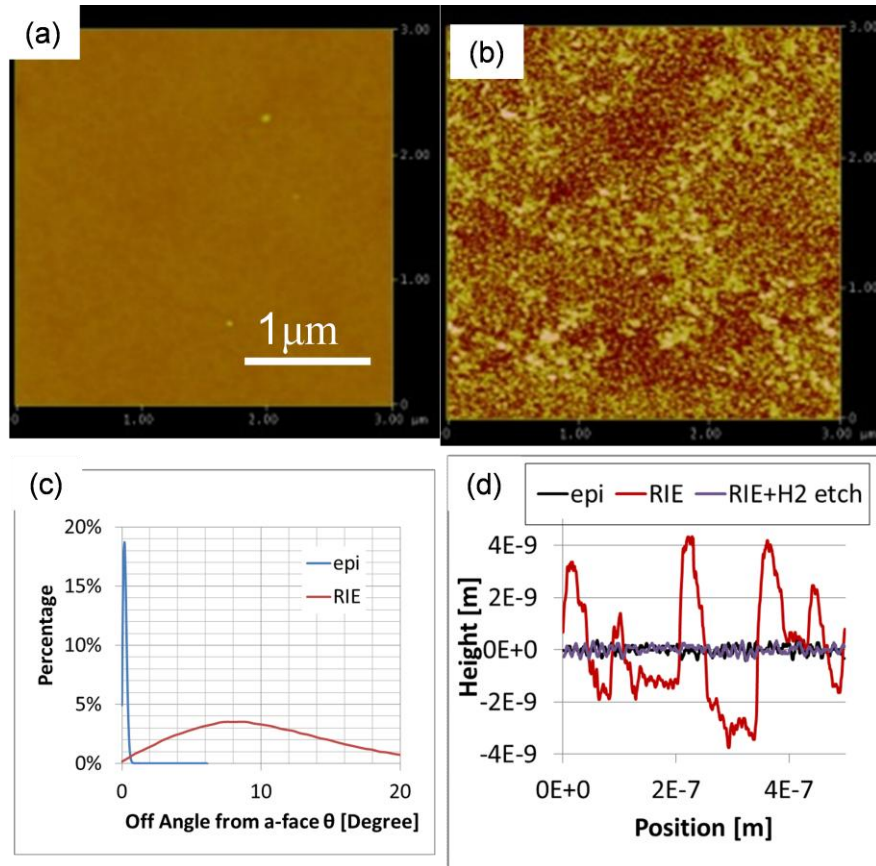 (a)
3.00
2.00
1μm
1.00
0
0
1.00
2.00
3.00
μm
(b)
3.00
2.00
1.00
0
1.00
2.00
3.00
μm
(c)
20%
15%
10%
5%
0%
Percentage
epi
RIE
0
10
20
Off Angle from a-face θ [Degree]
(d)
epi RIE RIE+H2 etch
4E-9
2E-9
0E+0
-2E-9
-4E-9
Height [m]
0E+0
2E-7
4E-7
Position [m]